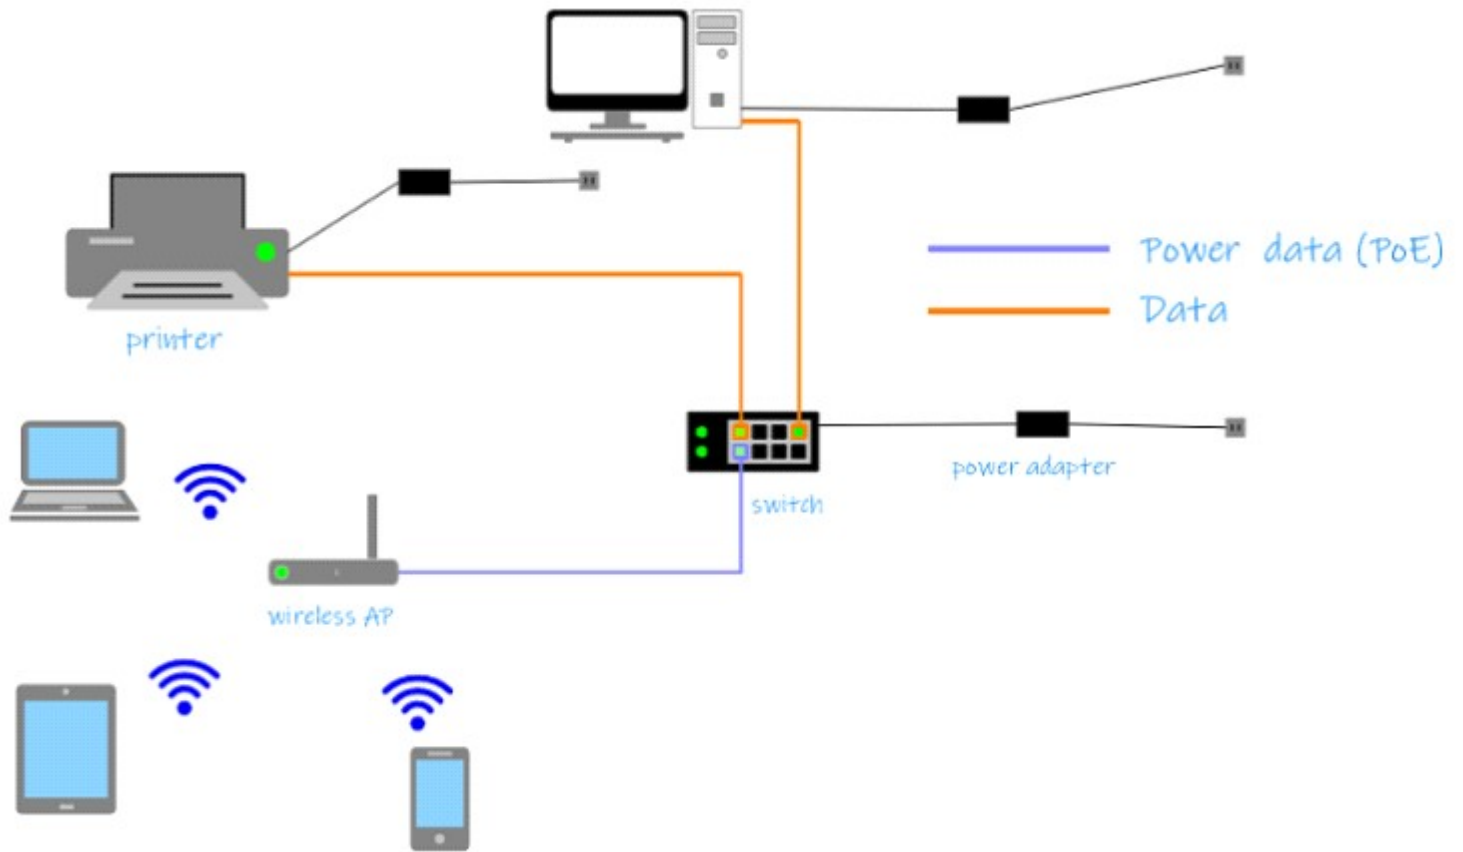 Power data (PoE)
Data
printer
power adapter
switch
wireless AP